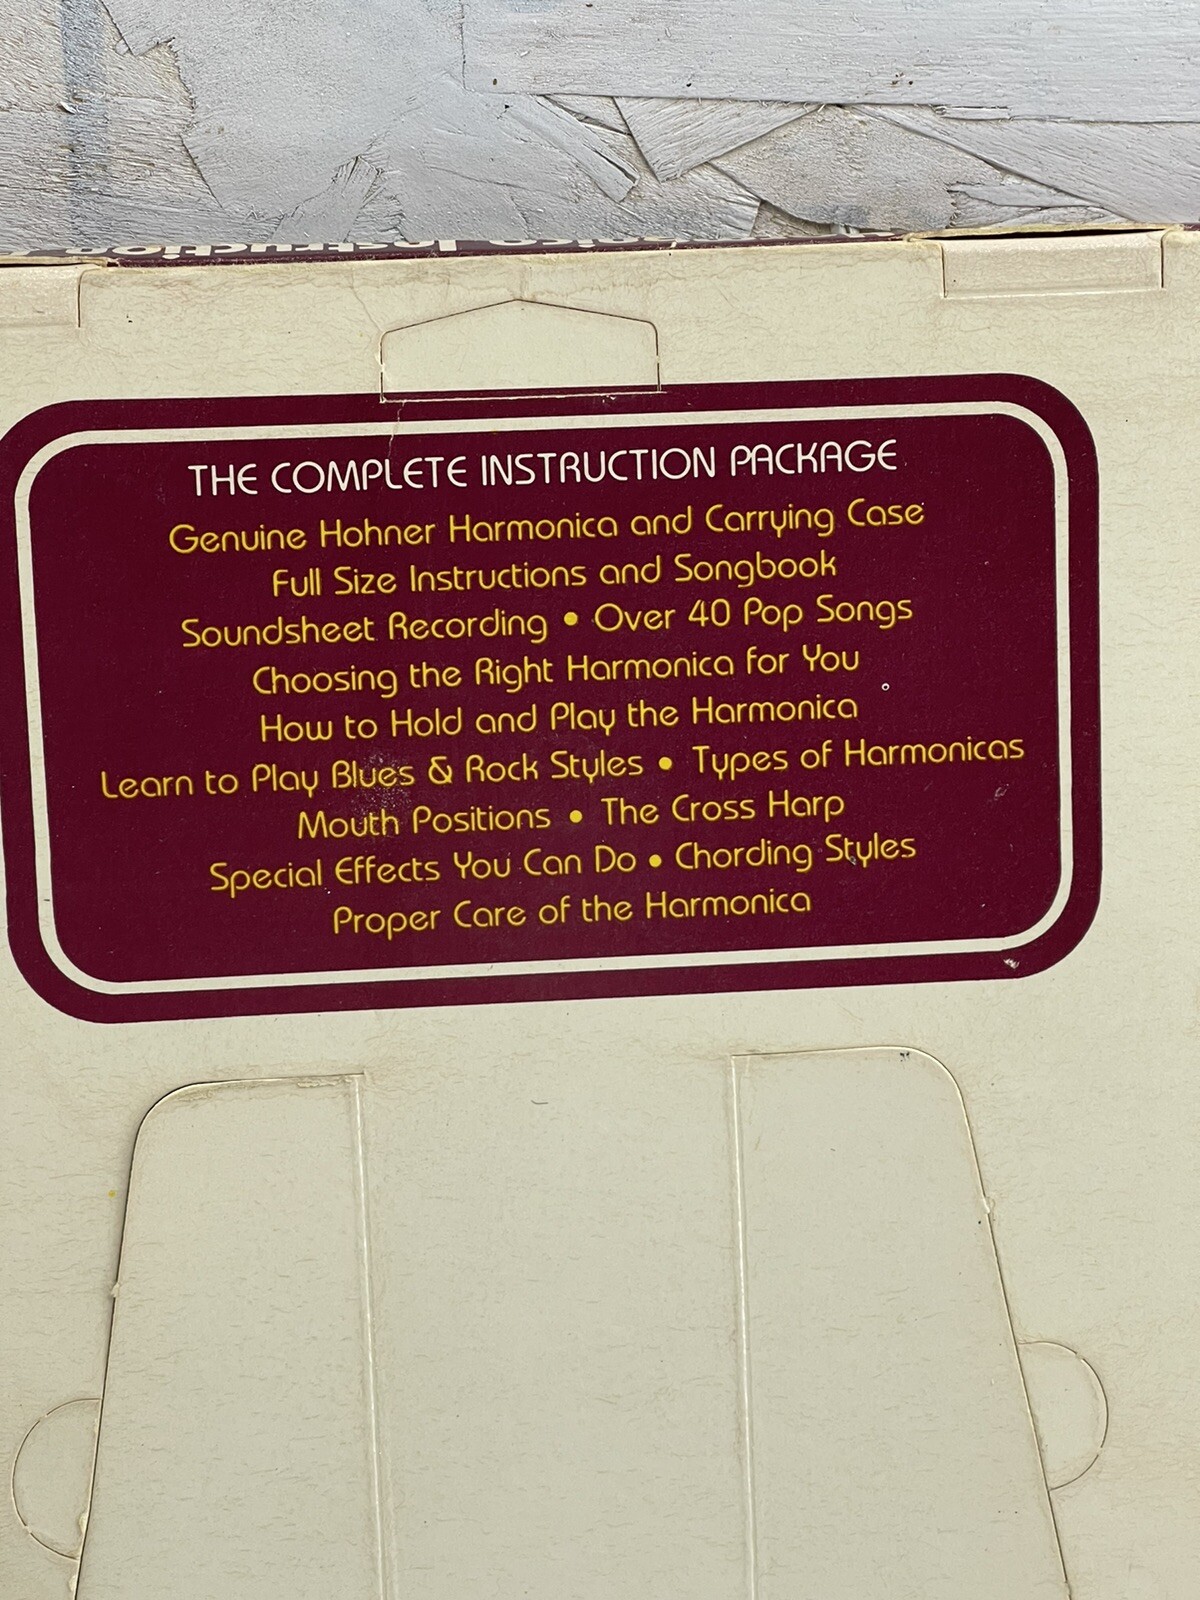 Instruction
THE COMPLETE INSTRUCTION PACKAGE
Genuine Hohner Harmonica and Carrying Case
Full Size Instructions and Songbook
Soundsheet Recording • Over 40 Pop Songs
Choosing the Right Harmonica for You
How to Hold and Play the Harmonica
Learn to Play Blues & Rock Styles • Types of Harmonicas
Mouth Positions • The Cross Harp
Special Effects You Can Do • Chording Styles
Proper Care of the Harmonica